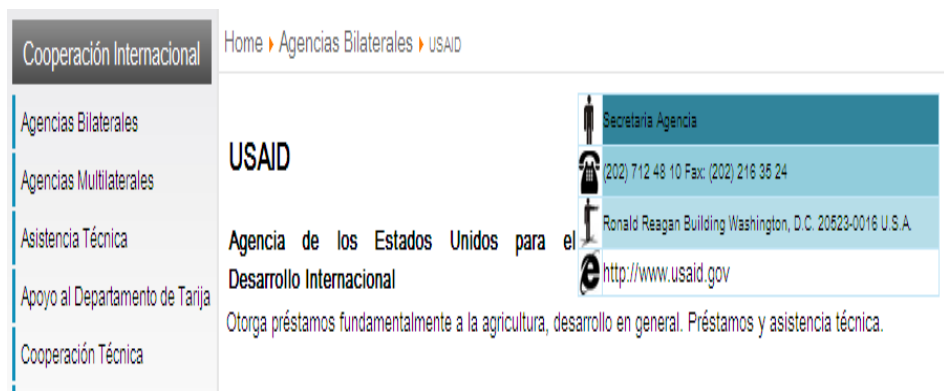 Cooperación Internacional
Agencias Bilaterales
Agencias Multilaterales
Asistencia Técnica
Apoyo al Departamento de Tarija
Cooperación Técnica
Home Agencias Bilaterales USAID
USAID
Agencia de los Estados Unidos para el
Desarrollo Internacional
Secretaria Agencia
(202) 712 48 10 Fax: (202) 216 35 24
Ronald Reagan Building Washington, D.C. 20523-0016 U.S.A.
http://www.usaid.gov
Otorga préstamos fundamentalmente a la agricultura, desarrollo en general. Préstamos y asistencia técnica.